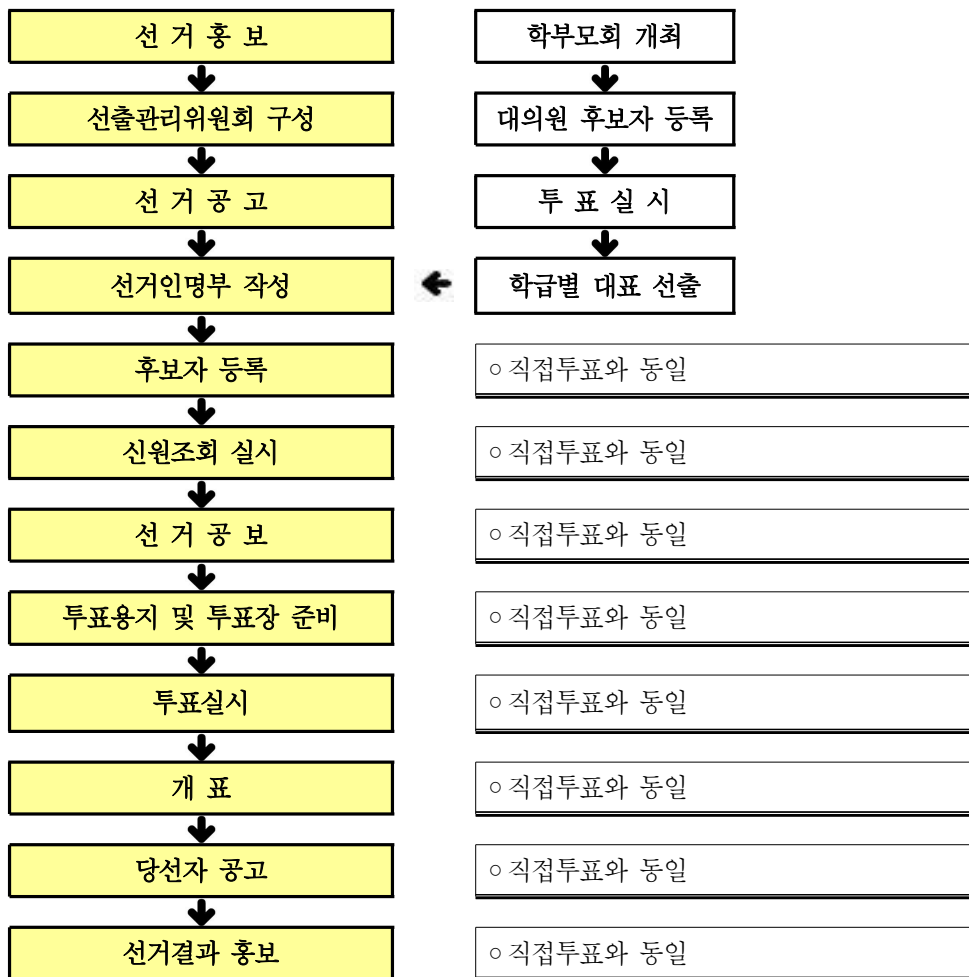 선 거 홍 보
학부모회 개최
선출관리위원회 구성
대의원 후보자 등록
선 거 공 고
투 표 실 시
선거인명부 작성
학급별 대표 선출
후보자 등록
○ 직접투표와 동일
신원조회 실시
○ 직접투표와 동일
선 거 공 보
○ 직접투표와 동일
투표용지 및 투표장 준비
○ 직접투표와 동일
투표실시
○ 직접투표와 동일
개 표
○ 직접투표와 동일
당선자 공고
○ 직접투표와 동일
선거결과 홍보
○ 직접투표와 동일